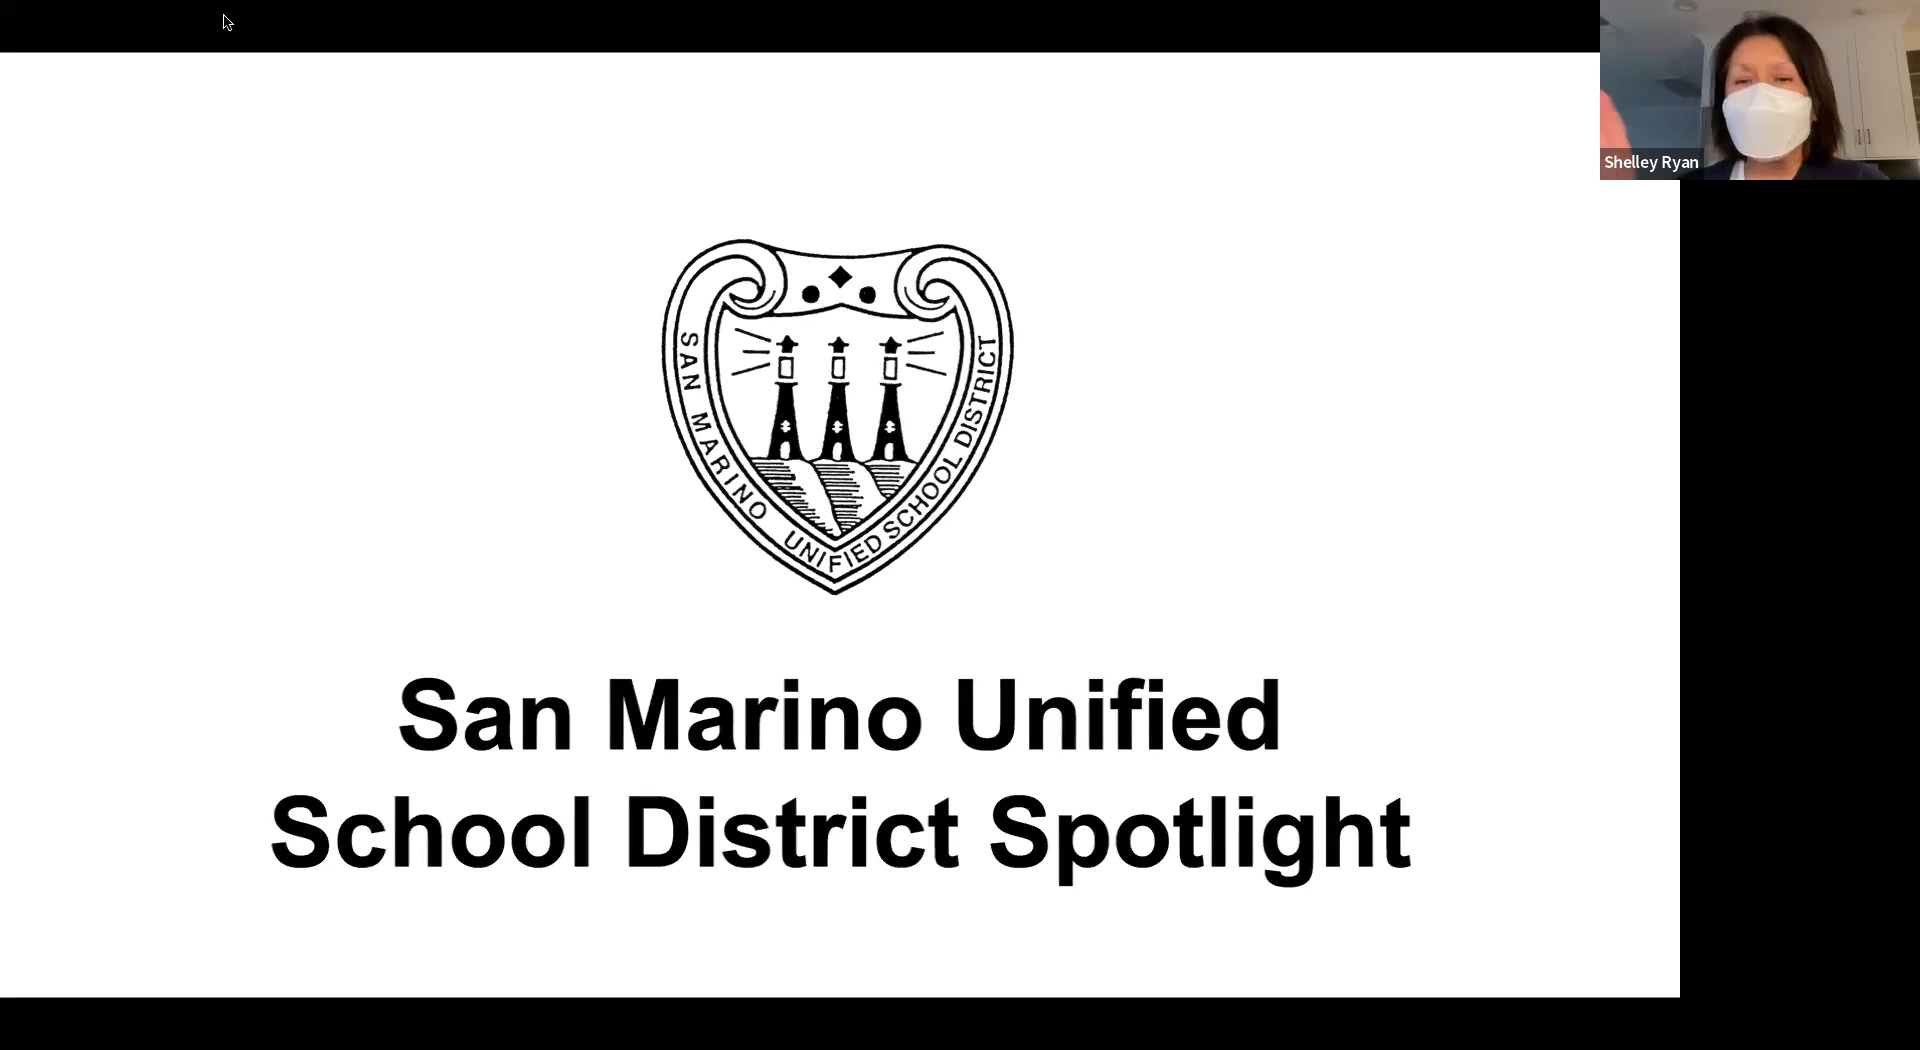 Shelley Ryan
SAN MARINO UNIFIED SCHOOL DISTRICT
San Marino Unified
School District Spotlight